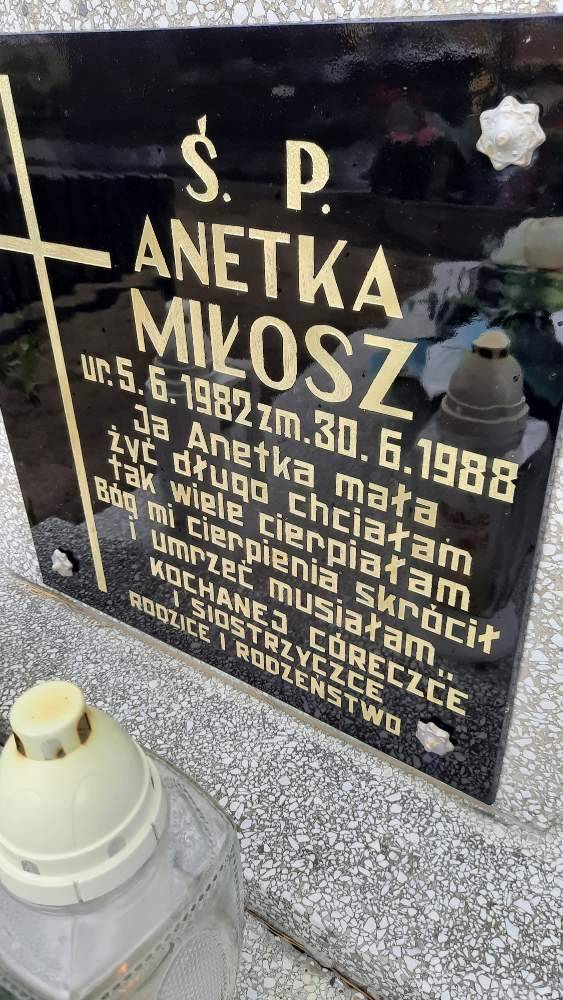 Ś. P.
ANETKA
MIŁOSZ
ur. 5. 6. 1982 zm. 30. 6. 1988
Ja Anetka mała
żyć długo chciałam
tak wiele cierpiałam
Bóg mi cierpienia skrócił
i umrzeć musiałam..
KOCHANEJ CÓRECZCE
I SIOSTRZYCZCE
RODZICE I RODZEŃSTWO